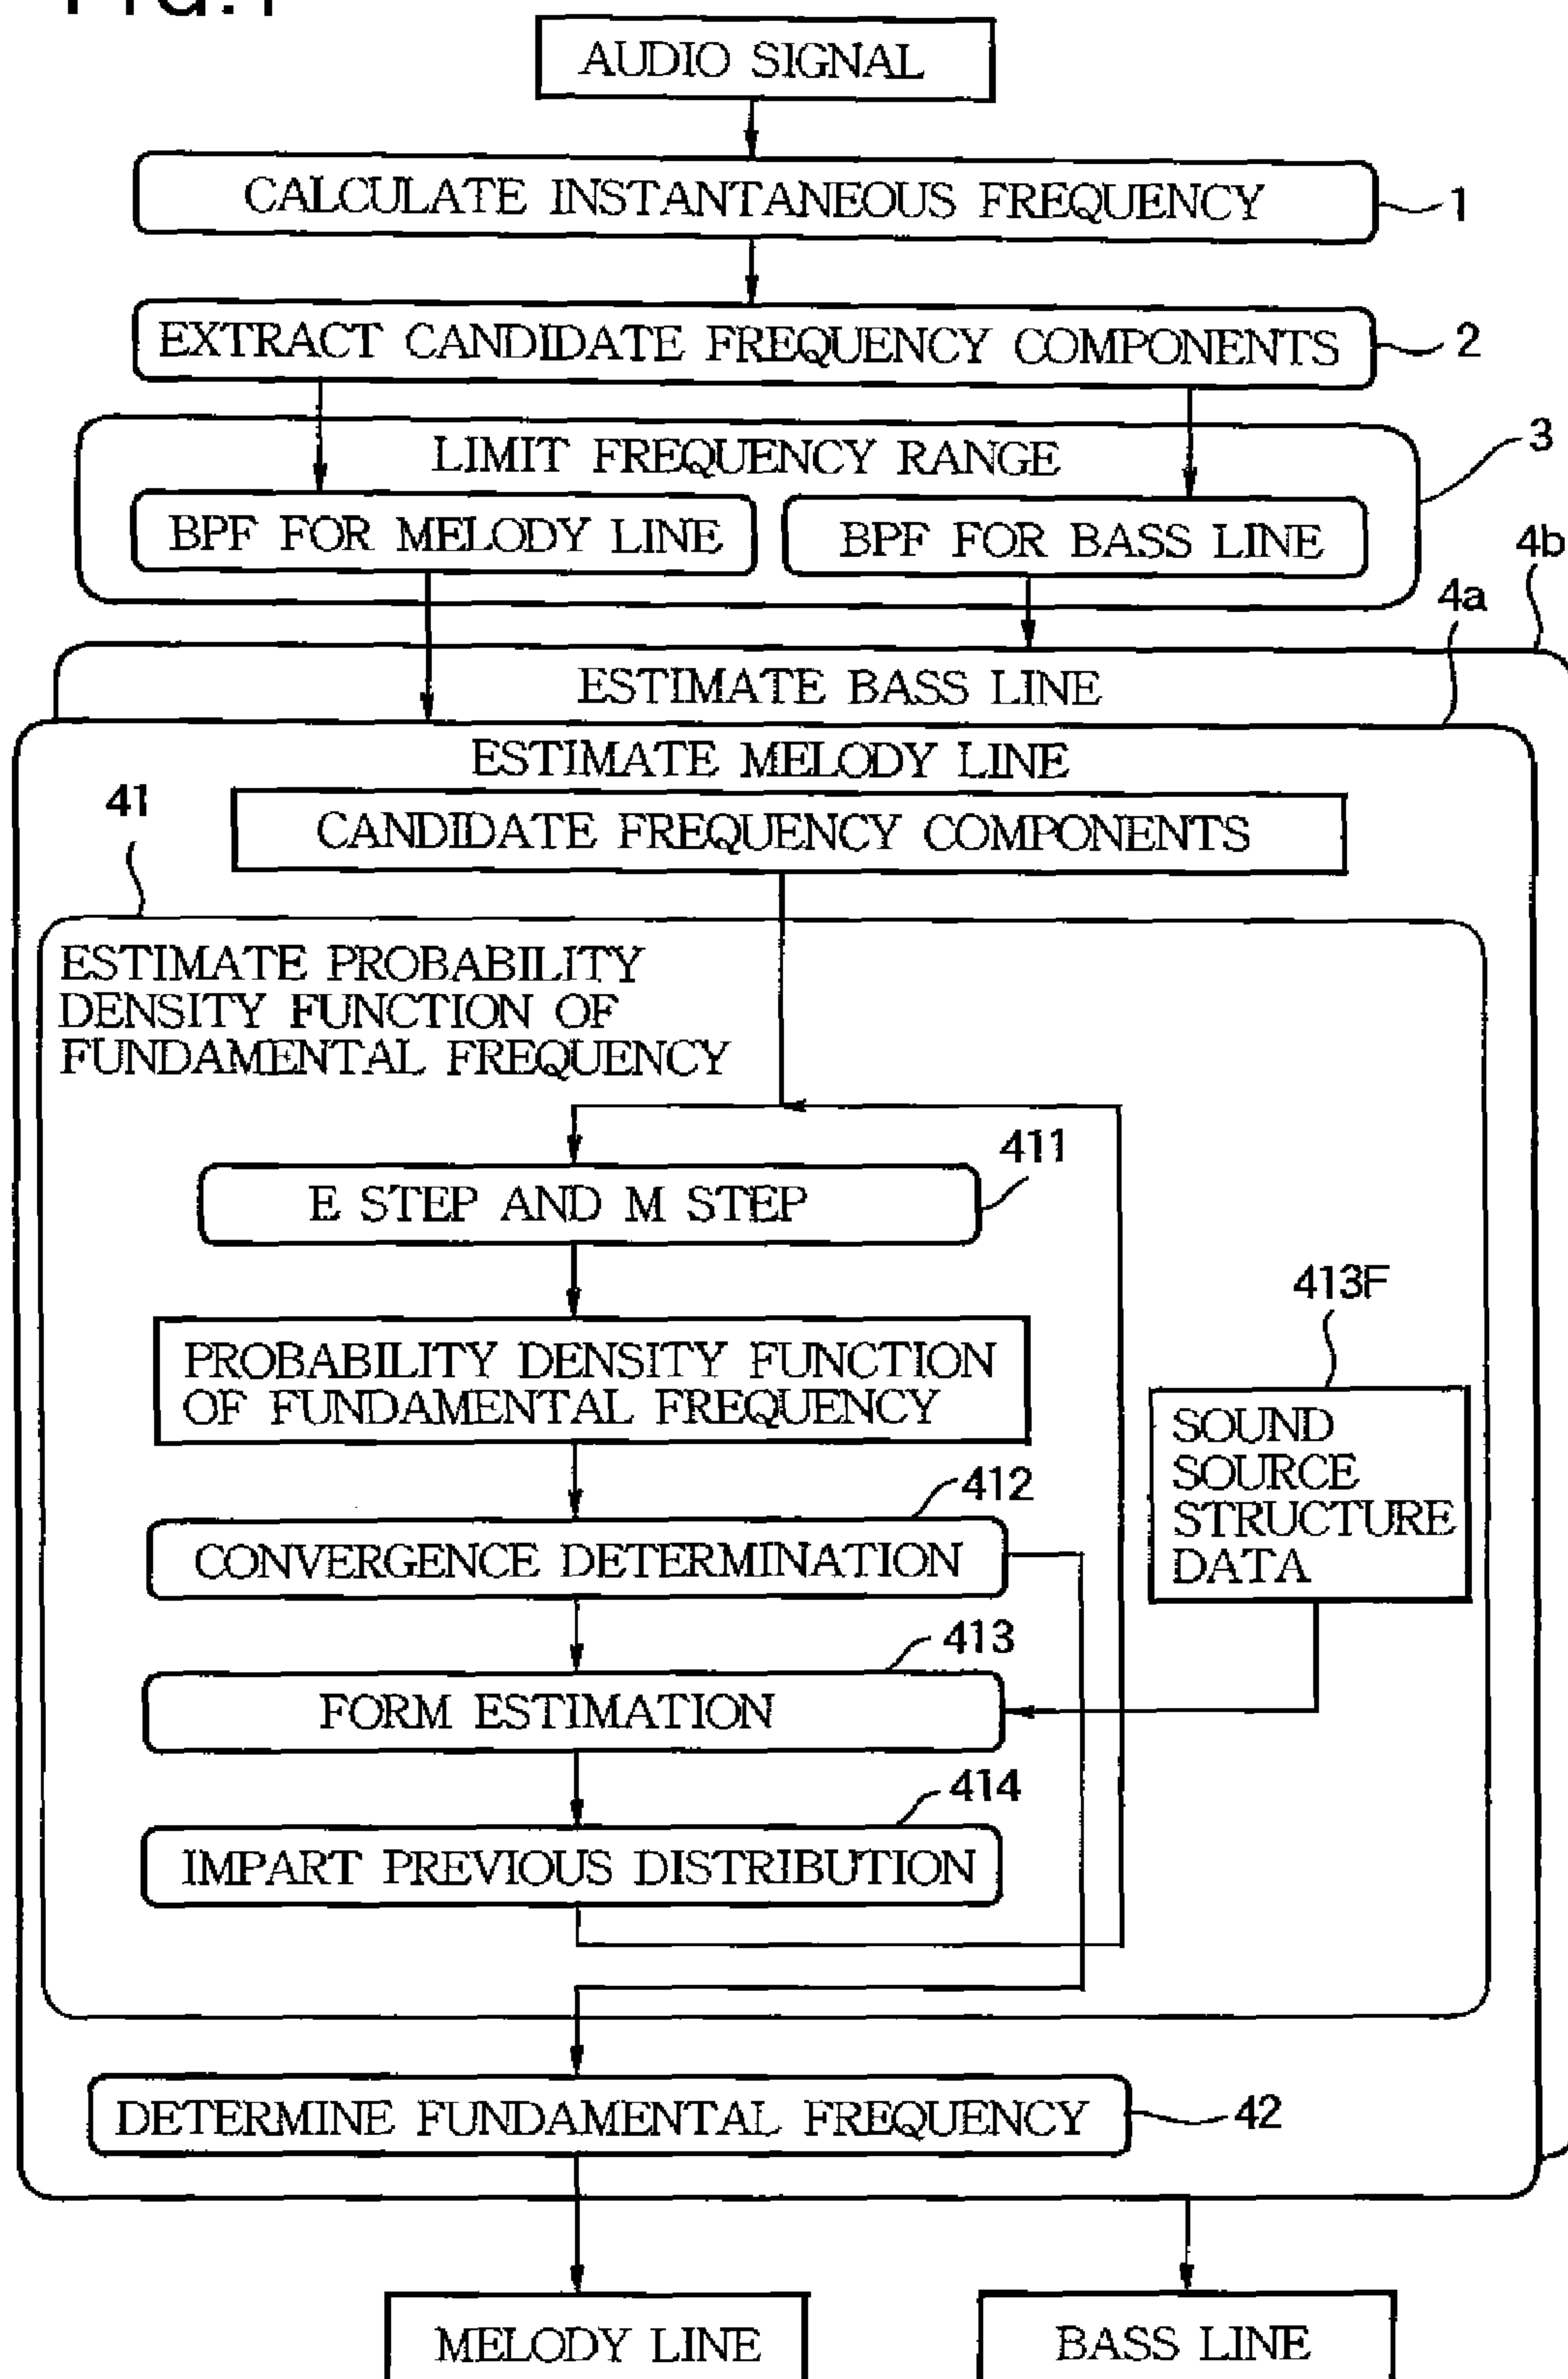 FIG.1
AUDIO SIGNAL
CALCULATE INSTANTANEOUS FREQUENCY
1
EXTRACT CANDIDATE FREQUENCY COMPONENTS
2
LIMIT FREQUENCY RANGE
3
BPF FOR MELODY LINE
BPF FOR BASS LINE
4b
4a
ESTIMATE BASS LINE
ESTIMATE MELODY LINE
41
CANDIDATE FREQUENCY COMPONENTS
ESTIMATE PROBABILITY
DENSITY FUNCTION OF
FUNDAMENTAL FREQUENCY
411
E STEP AND M STEP
413F
PROBABILITY DENSITY FUNCTION
OF FUNDAMENTAL FREQUENCY
SOUND
SOURCE
STRUCTURE
DATA
412
CONVERGENCE DETERMINATION
413
FORM ESTIMATION
414
IMPART PREVIOUS DISTRIBUTION
DETERMINE FUNDAMENTAL FREQUENCY
42
MELODY LINE
BASS LINE